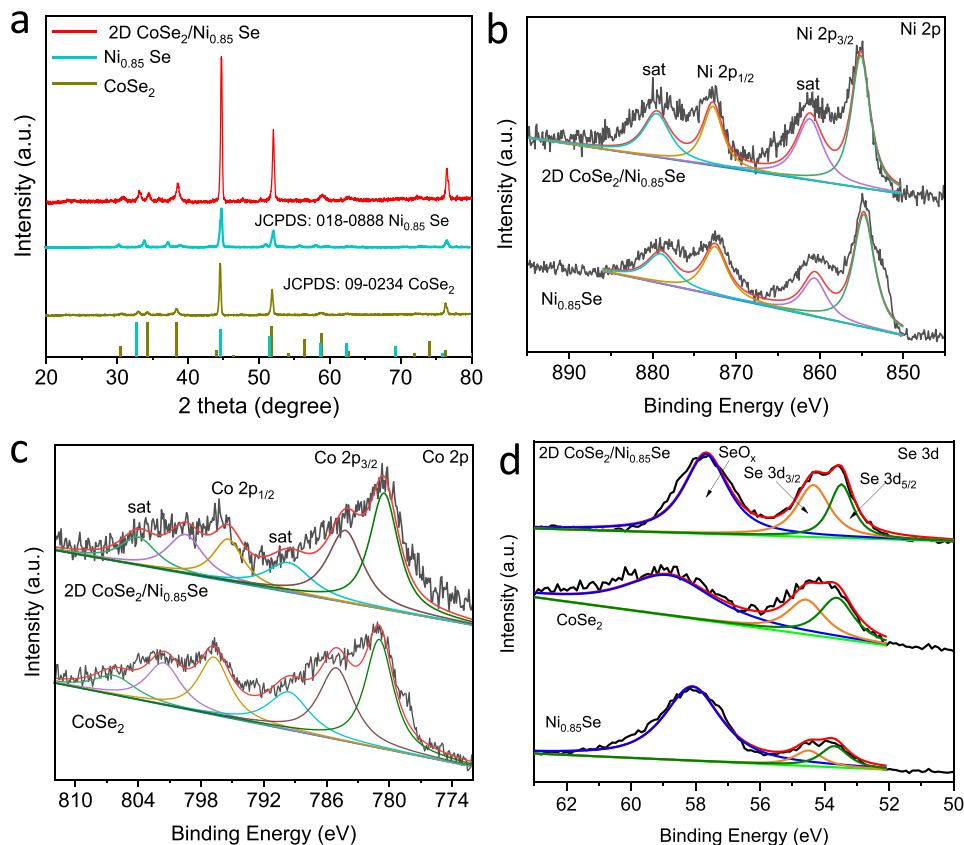 a
2D CoSe2/Ni0.85 Se
Ni0.85 Se
CoSe2
JCPDS: 018-0888 Ni0.85 Se
JCPDS: 09-0234 CoSe2
Intensity (a.u.)
20 30 40 50 60 70 80
2 theta (degree)
b
Ni 2p3/2 Ni 2p
sat Ni 2p1/2 sat
2D CoSe2/Ni0.85Se
Ni0.85Se
Intensity (a.u.)
890 880 870 860 850
Binding Energy (eV)
c
Co 2p3/2 Co 2p
sat Co 2p1/2
sat
2D CoSe2/Ni0.85Se
CoSe2
Intensity (a.u.)
810 804 798 792 786 780 774
Binding Energy (eV)
d
2D CoSe2/Ni0.85Se SeOx Se 3d
Se 3d3/2 Se 3d5/2
CoSe2
Ni0.85Se
Intensity (a.u.)
62 60 58 56 54 52 50
Binding Energy (eV)